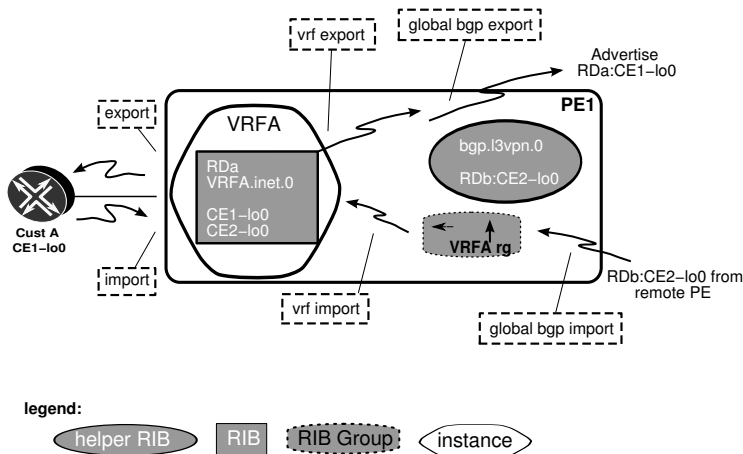 vrf export
global bgp export
Advertise
RDa:CE1−lo0
PE1
export
VRFA
bgp.l3vpn.0
RDb:CE2−lo0
RDa
VRFA.inet.0
CE1−lo0
CE2−lo0
Cust A
CE1−lo0
VRFA rg
import
RDb:CE2−lo0 from
remote PE
vrf import
global bgp import
legend:
helper RIB
RIB
RIB Group
instance